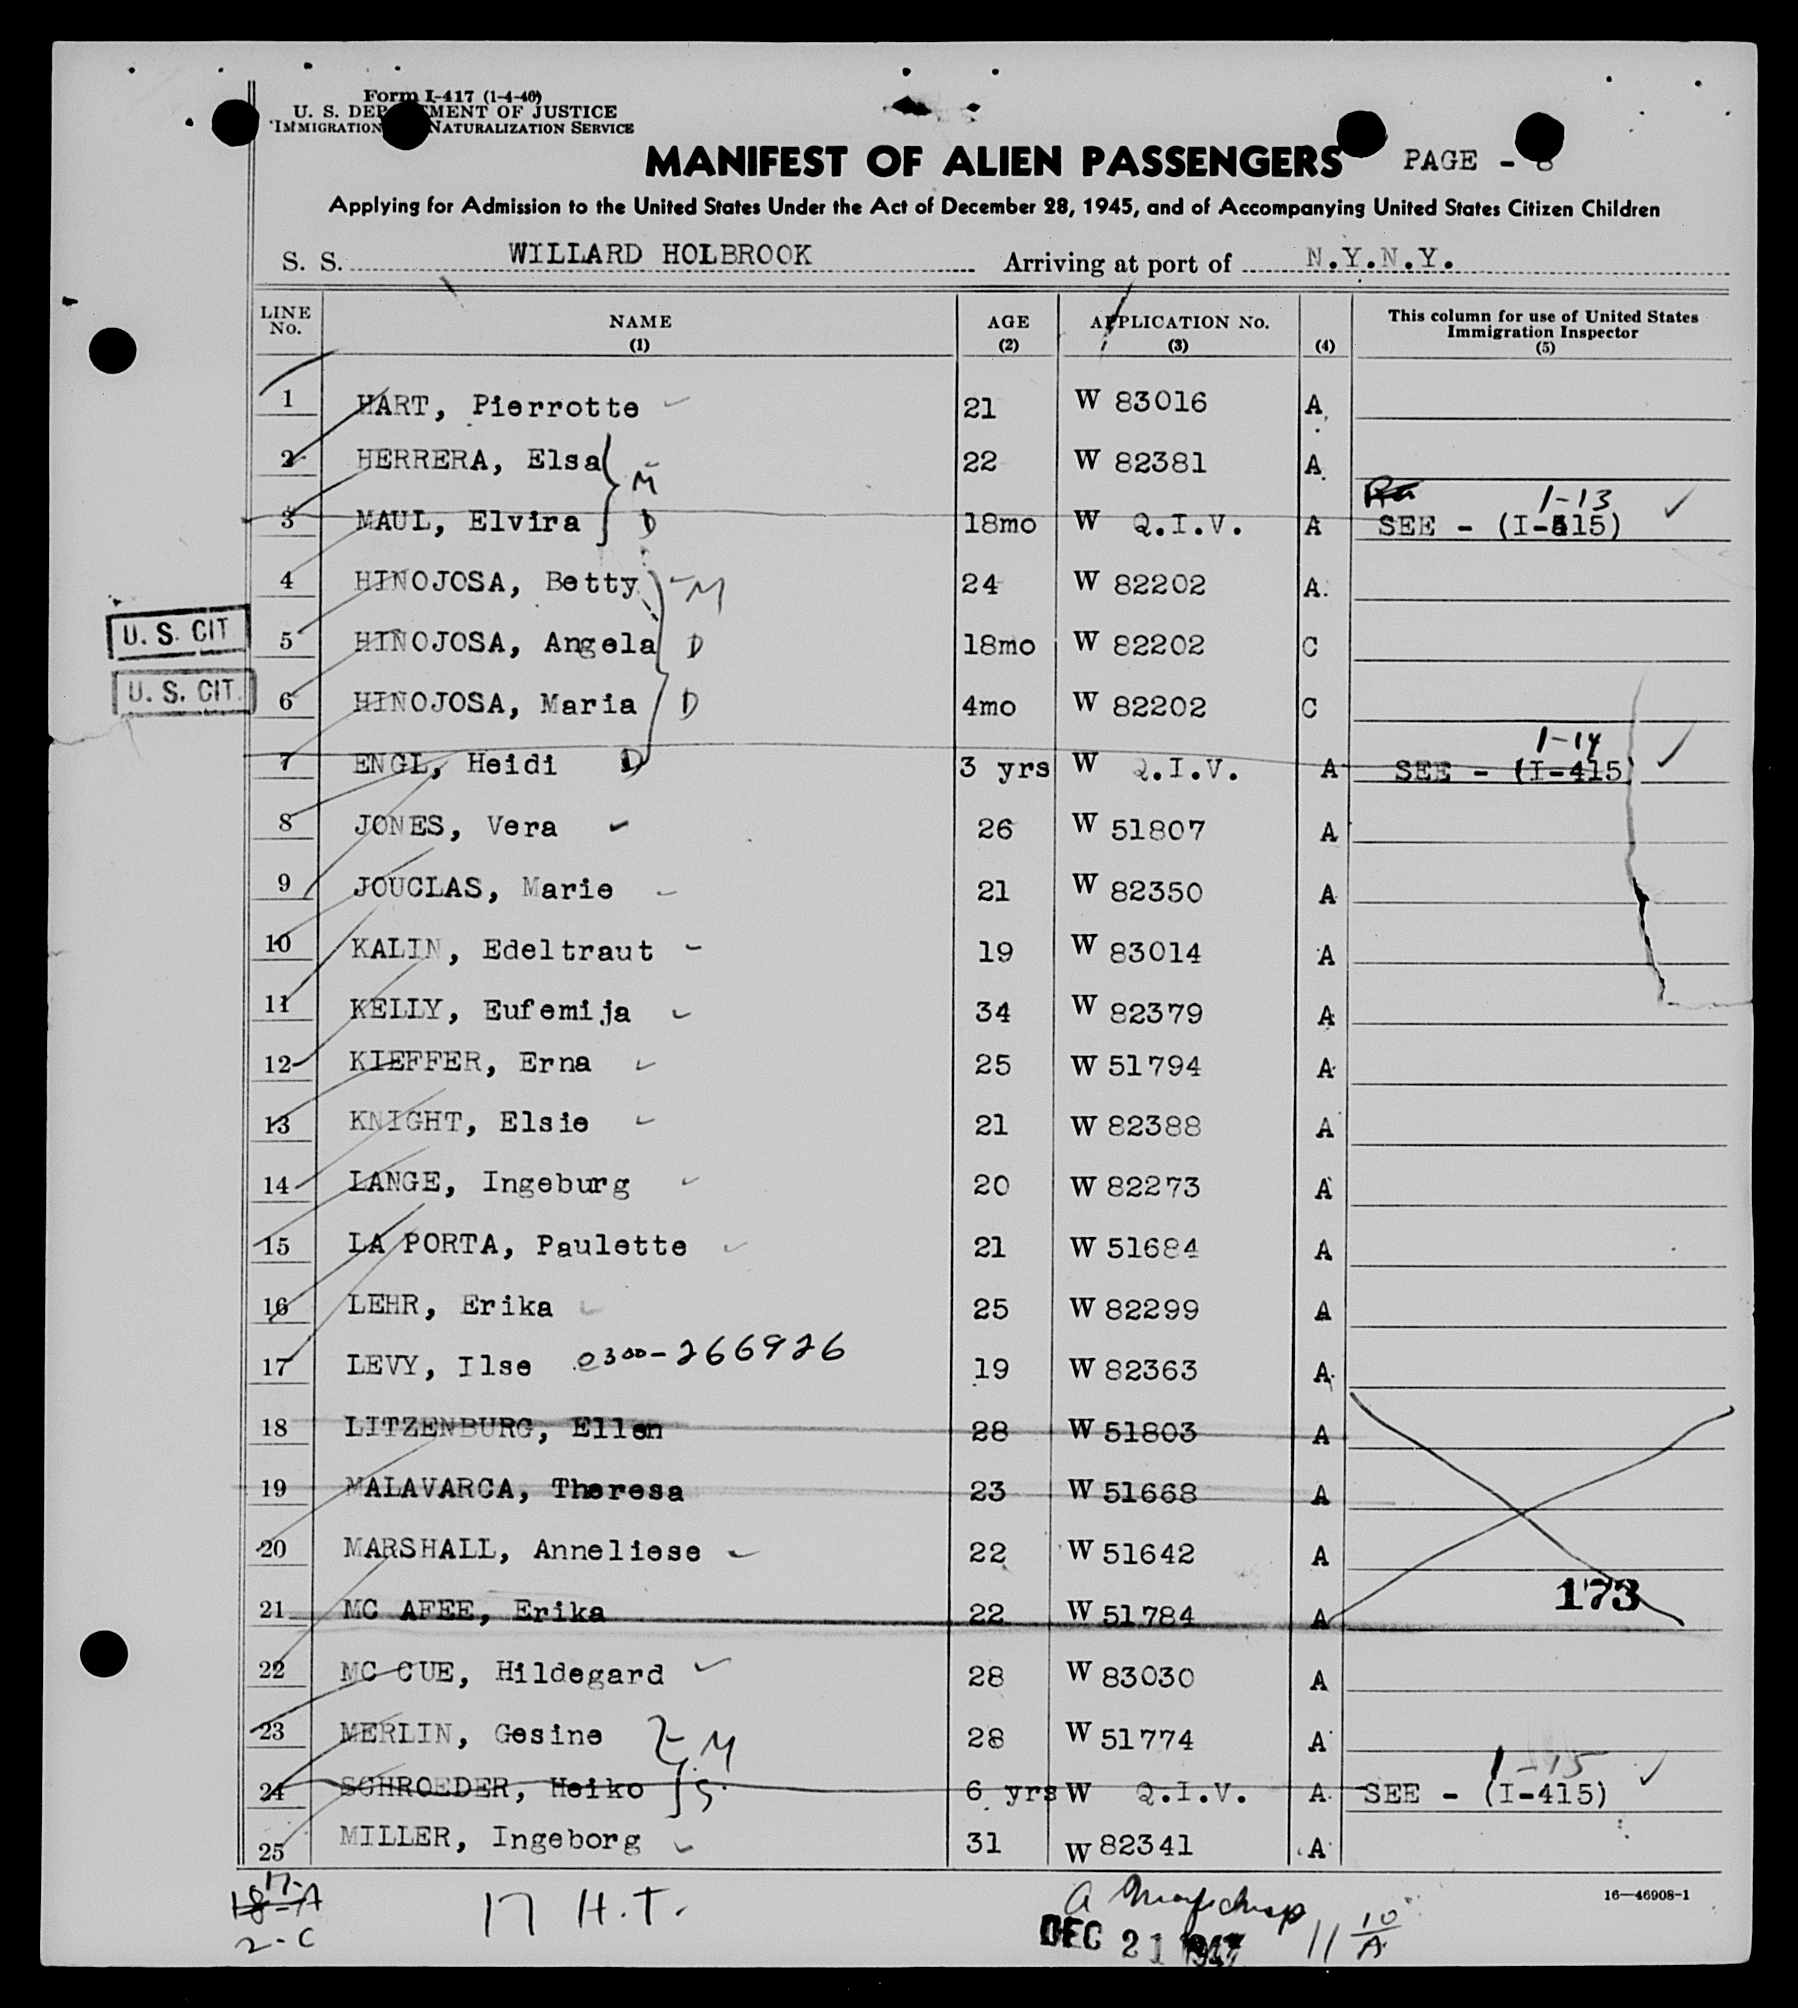 Form I-417 (1-4-46)
U. S. DEPARTMENT OF JUSTICE
IMMIGRATION NATURALIZATION SERVICE
MANIFEST OF ALIEN PASSENGERS PAGE - 8
Applying for Admission to the United States Under the Act of December 28, 1945, and of Accompanying United States Citizen Children
S. S. WILLARD HOLBROOK Arriving at port of N.Y.N.Y.
LINE No. NAME (1) AGE (2) APPLICATION No. (3) (4) This column for use of United States Immigration Inspector (5)
1 HART, Pierrotte 21 W 83016 A
2 HERRERA, Elsa M 22 W 82381 A
1-13
3 MAUL, Elvira D 18mo W Q.I.V. A SEE - (I-415)
4 HINOJOSA, Betty - M 24 W 82202 A
U. S. CIT 5 HINOJOSA, Angela D 18mo W 82202 C
U. S. CIT. 6 HINOJOSA, Maria D 4mo W 82202 C
1-14
7 ENGL, Heidi D 3 yrs W Q.I.V. A SEE - (I-415)
8 JONES, Vera 26 W 51807 A
9 JOUCLAS, Marie 21 W 82350 A
10 KALIN, Edeltraut 19 W 83014 A
11 KELLY, Eufemija 34 W 82379 A
12 KIEFFER, Erna 25 W 51794 A
13 KNIGHT, Elsie 21 W 82388 A
14 LANGE, Ingeburg 20 W 82273 A
15 LA PORTA, Paulette 21 W 51684 A
16 LEHR, Erika 25 W 82299 A
17 LEVY, Ilse 0300-266926 19 W 82363 A
18 LITZENBURG, Ellen 28 W 51803 A
19 MALAVARCA, Theresa 23 W 51668 A
20 MARSHALL, Anneliese 22 W 51642 A
173
21 MC AFEE, Erika 22 W 51784 A
22 MC CUE, Hildegard 28 W 83030 A
23 MERLIN, Gesine - M 28 W 51774 A
1-15
24 SCHROEDER, Heiko S 6 yrs W Q.I.V. A SEE - (I-415)
25 MILLER, Ingeborg 31 W 82341 A
17-
18-A 17 H.T. 16—46908-1
2-C DEC 21 1947 11 10/A